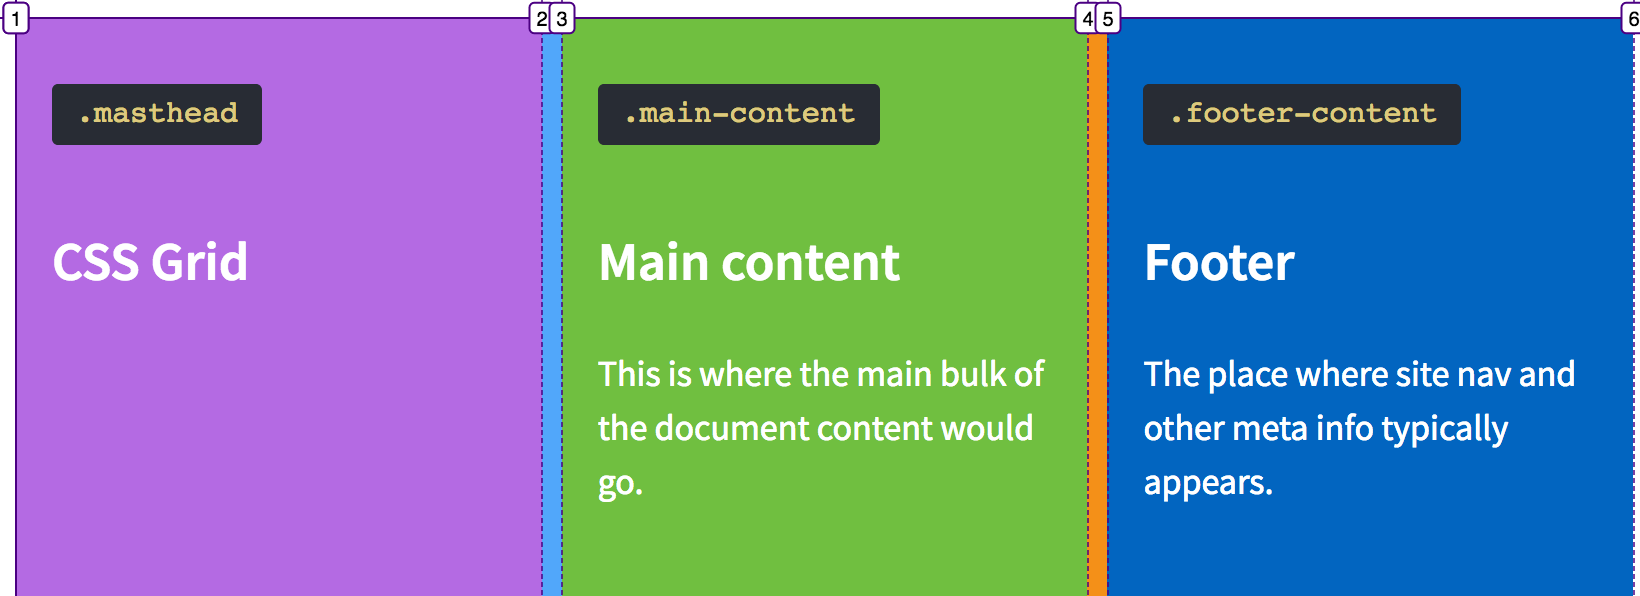 1 2 3 4 5 6
.masthead
CSS Grid
.main-content
Main content
This is where the main bulk of
the document content would
go.
.footer-content
Footer
The place where site nav and
other meta info typically
appears.